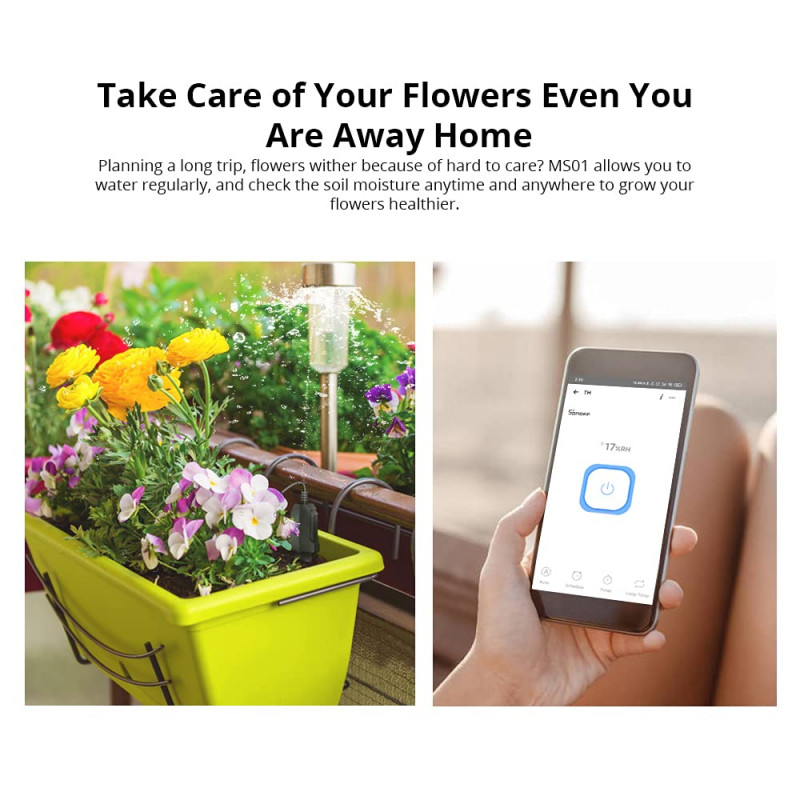 Take Care of Your Flowers Even You
Are Away Home
Planning a long trip, flowers wither because of hard to care? MS01 allows you to
water regularly, and check the soil moisture anytime and anywhere to grow your
flowers healthier.
TH
17%RH
Schedule
Timer
Loop Timer